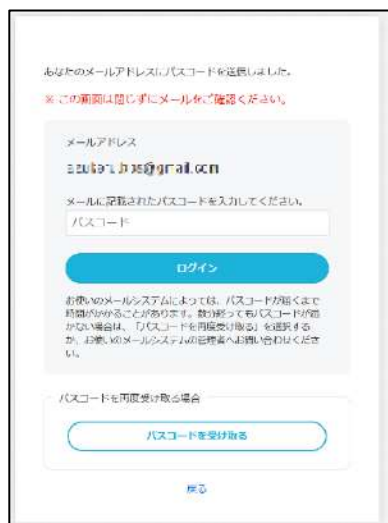 あなたのメールアドレスにパスコードを送信しました。
※ この画面は閉じずにメールをご確認ください。
メールアドレス
メールに記載されたパスコードを入力してください。
パスコード
ログイン
お使いのメールシステムによっては、パスコードが届くまで
時間がかかることがあります。数分経ってもパスコードが届
かない場合は、「パスコードを再度受け取る」を選択する
か、お使いのメールシステムの管理者へお問い合わせくださ
い。
パスコードを再度受け取る場合
パスコードを受け取る
戻る